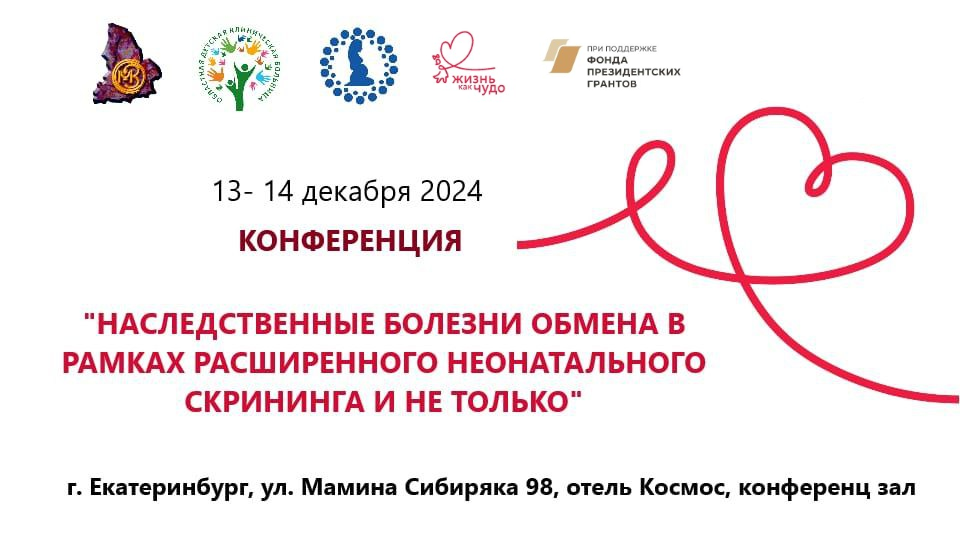 ОБЛАСТНАЯ ДЕТСКАЯ КЛИНИЧЕСКАЯ БОЛЬНИЦА
ЖИЗНЬ
КАК ЧУДО
ПРИ ПОДДЕРЖКЕ
ФОНДА
ПРЕЗИДЕНТСКИХ
ГРАНТОВ
13- 14 декабря 2024
КОНФЕРЕНЦИЯ
"НАСЛЕДСТВЕННЫЕ БОЛЕЗНИ ОБМЕНА В
РАМКАХ РАСШИРЕННОГО НЕОНАТАЛЬНОГО
СКРИНИНГА И НЕ ТОЛЬКО"
г. Екатеринбург, ул. Мамина Сибиряка 98, отель Космос, конференц зал